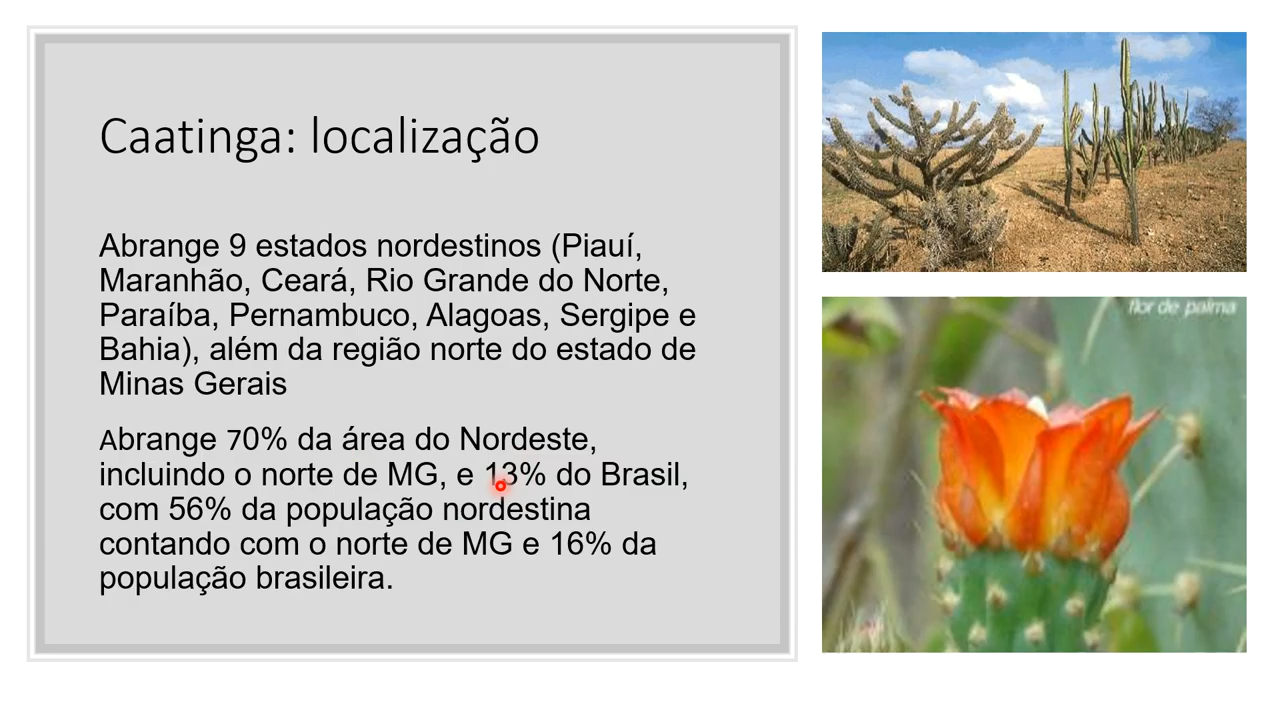 Caatinga: localização
Abrange 9 estados nordestinos (Piauí,
Maranhão, Ceará, Rio Grande do Norte,
Paraíba, Pernambuco, Alagoas, Sergipe e
Bahia), além da região norte do estado de
Minas Gerais
Abrange 70% da área do Nordeste,
incluindo o norte de MG, e 13% do Brasil,
com 56% da população nordestina
contando com o norte de MG e 16% da
população brasileira.
flor de palma